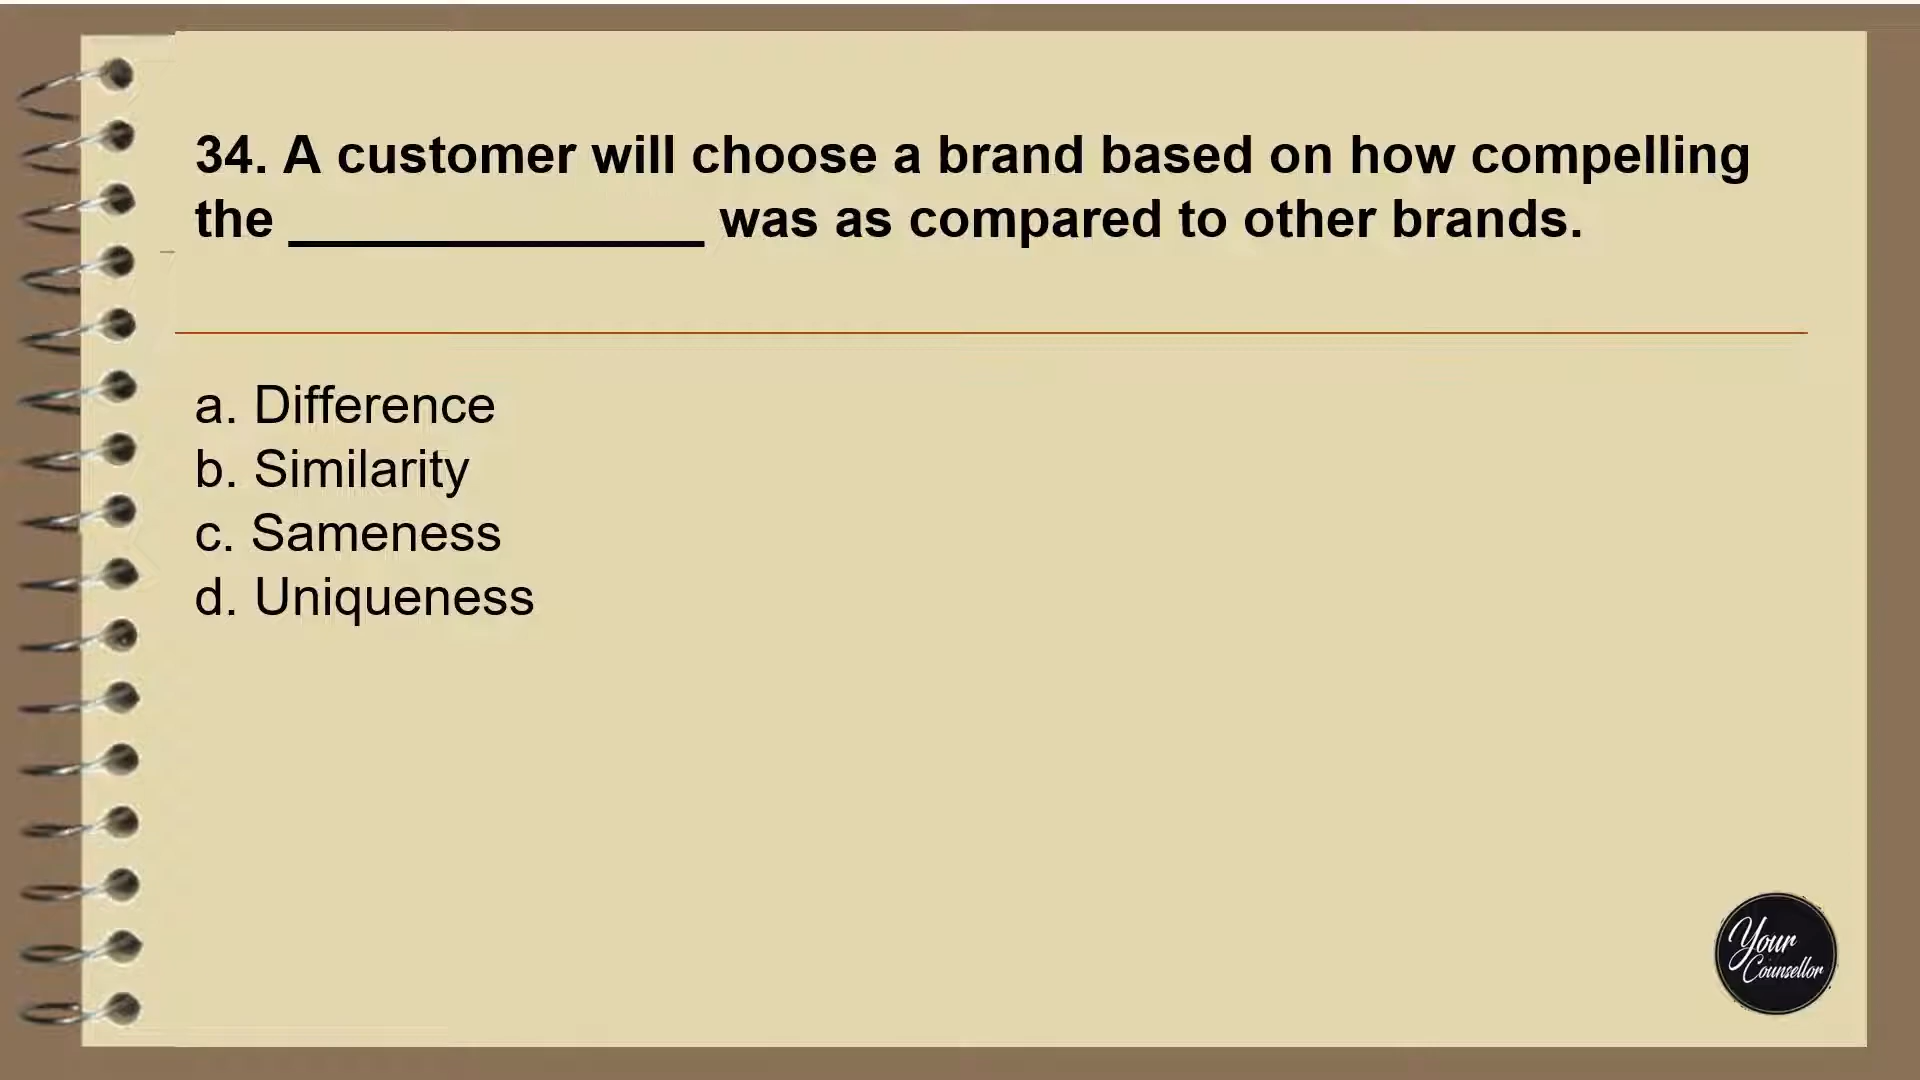 34. A customer will choose a brand based on how compelling
the _______________ was as compared to other brands.
a. Difference
b. Similarity
c. Sameness
d. Uniqueness
Your
Counsellor